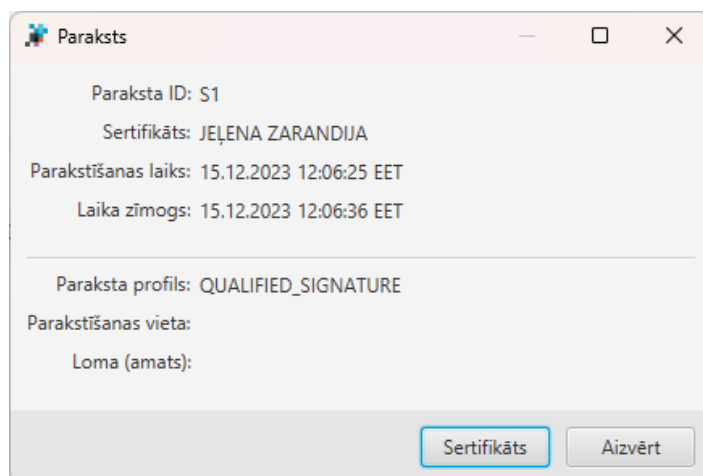 Paraksts
Paraksta ID: S1
Sertifikāts: JEĻENA ZARANDIJA
Parakstīšanas laiks: 15.12.2023 12:06:25 EET
Laika zīmogs: 15.12.2023 12:06:36 EET
Paraksta profils: QUALIFIED_SIGNATURE
Parakstīšanas vieta:
Loma (amats):
Sertifikāts Aizvērt